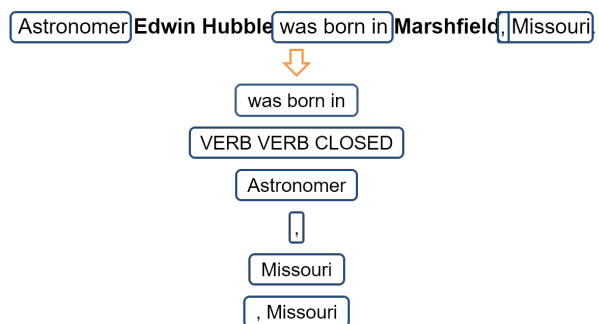 Astronomer Edwin Hubble was born in Marshfield, Missouri.
was born in
VERB VERB CLOSED
Astronomer
,
Missouri
, Missouri